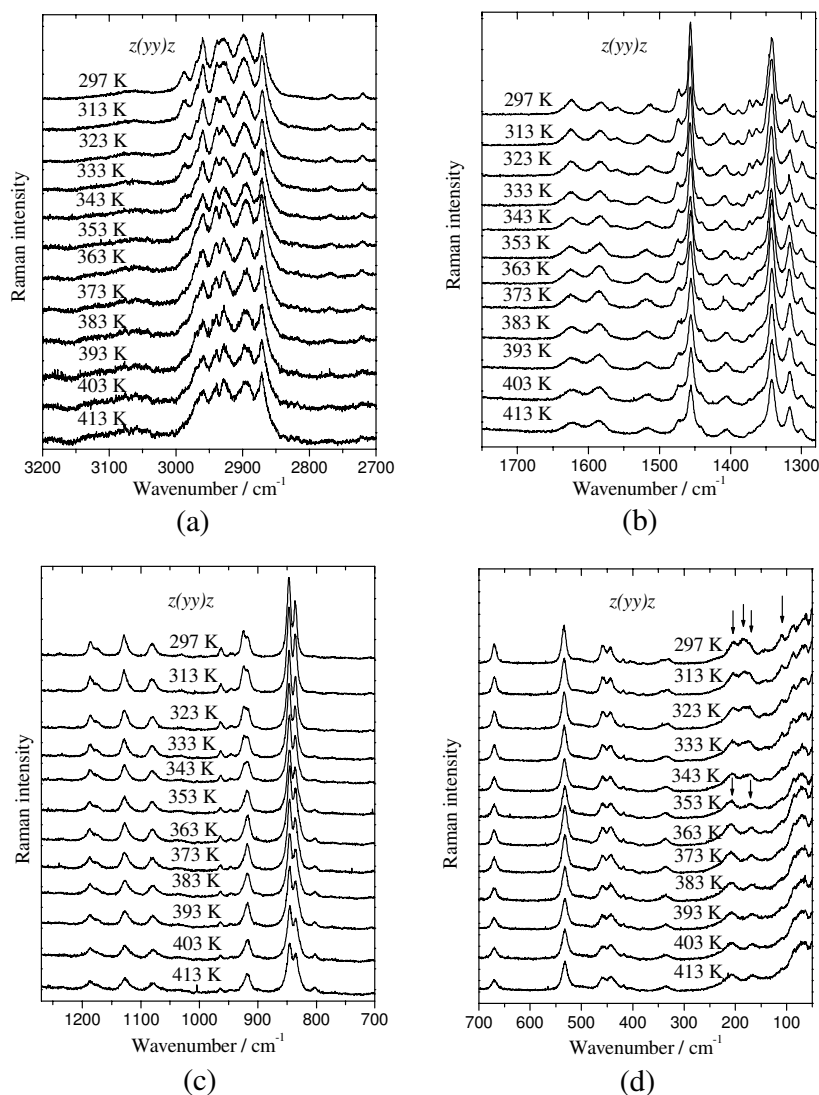 z(yy)z
297 K
313 K
323 K
333 K
343 K
353 K
363 K
373 K
383 K
393 K
403 K
413 K
Raman intensity
3200 3100 3000 2900 2800 2700
Wavenumber / cm-1
(a)
z(yy)z
297 K
313 K
323 K
333 K
343 K
353 K
363 K
373 K
383 K
393 K
403 K
413 K
Raman intensity
1700 1600 1500 1400 1300
Wavenumber / cm-1
(b)
z(yy)z
297 K
313 K
323 K
333 K
343 K
353 K
363 K
373 K
383 K
393 K
403 K
413 K
Raman intensity
1200 1100 1000 900 800 700
Wavenumber / cm-1
(c)
z(yy)z
297 K
313 K
323 K
333 K
343 K
353 K
363 K
373 K
383 K
393 K
403 K
413 K
Raman intensity
700 600 500 400 300 200 100
Wavenumber / cm-1
(d)